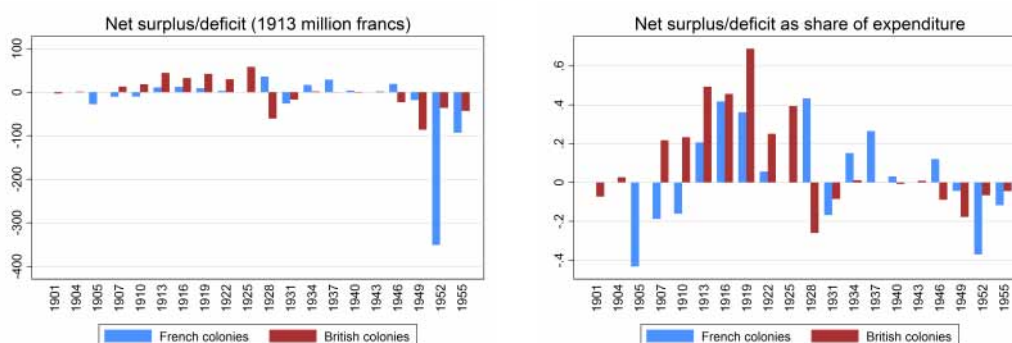 Net surplus/deficit (1913 million francs)
100
0
-100
-200
-300
-400
1901 1904 1905 1907 1910 1913 1916 1919 1922 1925 1928 1931 1934 1937 1940 1943 1946 1949 1952 1955
French colonies British colonies
Net surplus/deficit as share of expenditure
.6
.4
.2
0
-.2
-.4
1901 1904 1905 1907 1910 1913 1916 1919 1922 1925 1928 1931 1934 1937 1940 1943 1946 1949 1952 1955
French colonies British colonies